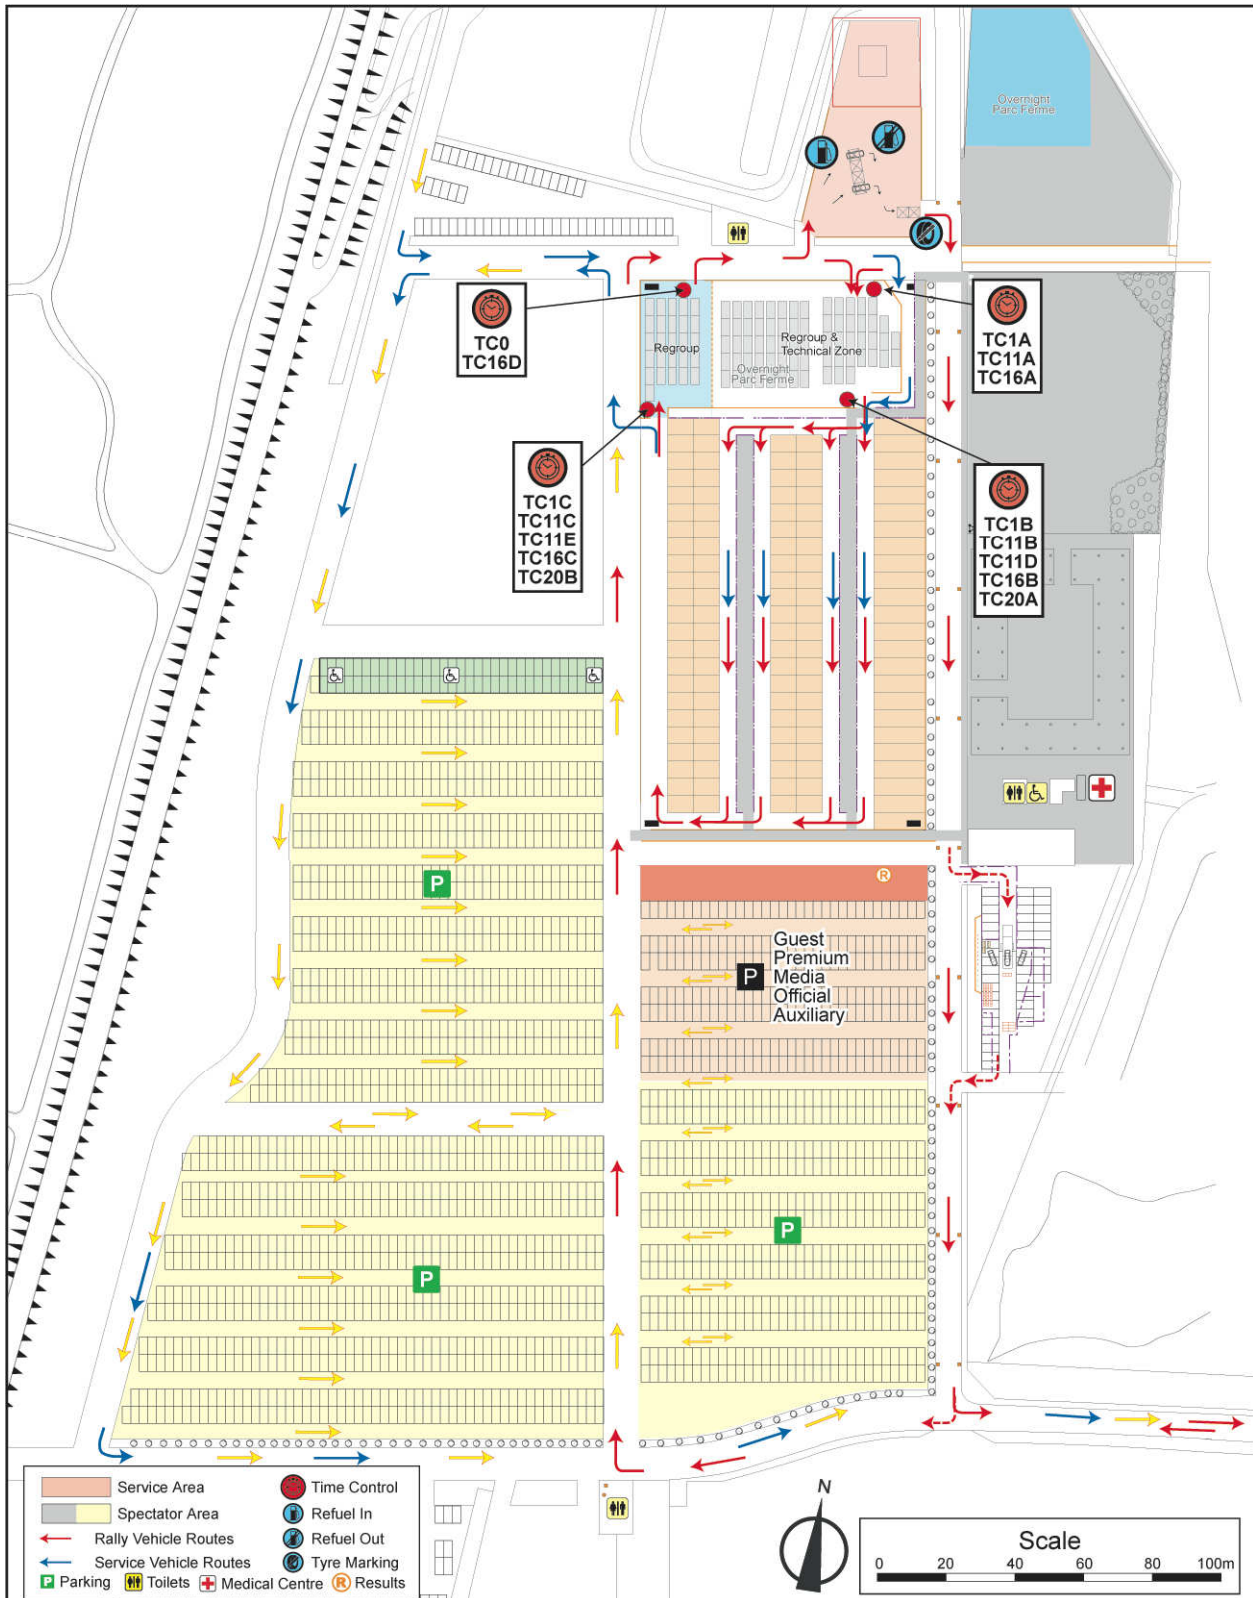 Overnight
Parc Ferme
TC0
TC16D
Regroup
Regroup &
Technical Zone
Overnight
Parc Ferme
TC1A
TC11A
TC16A
TC1C
TC11C
TC11E
TC16C
TC20B
TC1B
TC11B
TC11D
TC16B
TC20A
P
R
P
Guest
Premium
Media
Official
Auxiliary
P
P
Service Area
Time Control
Spectator Area
Refuel In
Rally Vehicle Routes
Refuel Out
Service Vehicle Routes
Tyre Marking
P Parking
Toilets
Medical Centre
R Results
N
Scale
0 20 40 60 80 100m